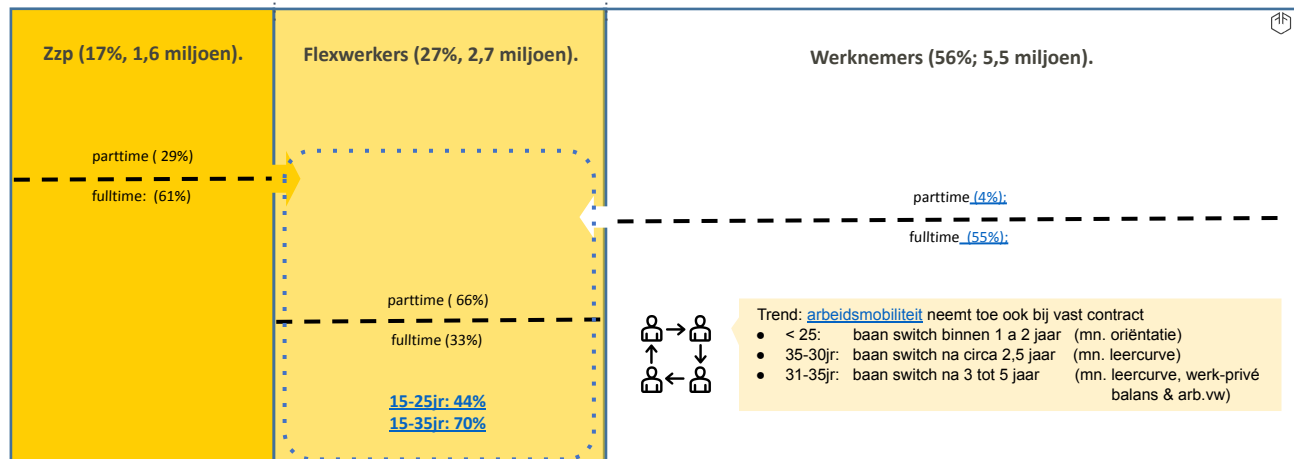 Zzp (17%, 1,6 miljoen).
Flexwerkers (27%, 2,7 miljoen).
Werknemers (56%; 5,5 miljoen).
parttime ( 29%)
fulltime: (61%)
parttime (4%);
fulltime (55%);
parttime ( 66%)
fulltime (33%)
15-25jr: 44%
15-35jr: 70%
Trend: arbeidsmobiliteit neemt toe ook bij vast contract
● < 25: baan switch binnen 1 a 2 jaar (mn. oriëntatie)
● 35-30jr: baan switch na circa 2,5 jaar (mn. leercurve)
● 31-35jr: baan switch na 3 tot 5 jaar (mn. leercurve, werk-privé
balans & arb.vw)